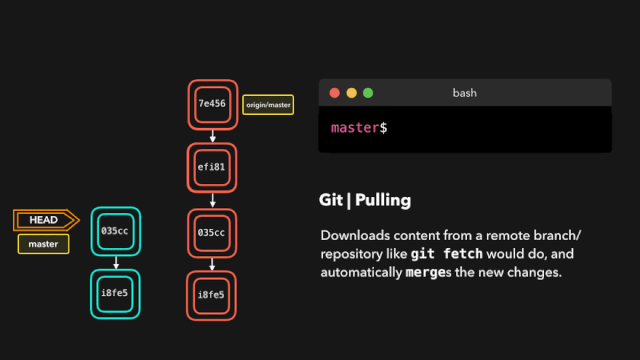 7e456
origin/master
efi81
HEAD
master
035cc
035cc
i8fe5
i8fe5
bash
master$
Git | Pulling
Downloads content from a remote branch/
repository like git fetch would do, and
automatically merges the new changes.